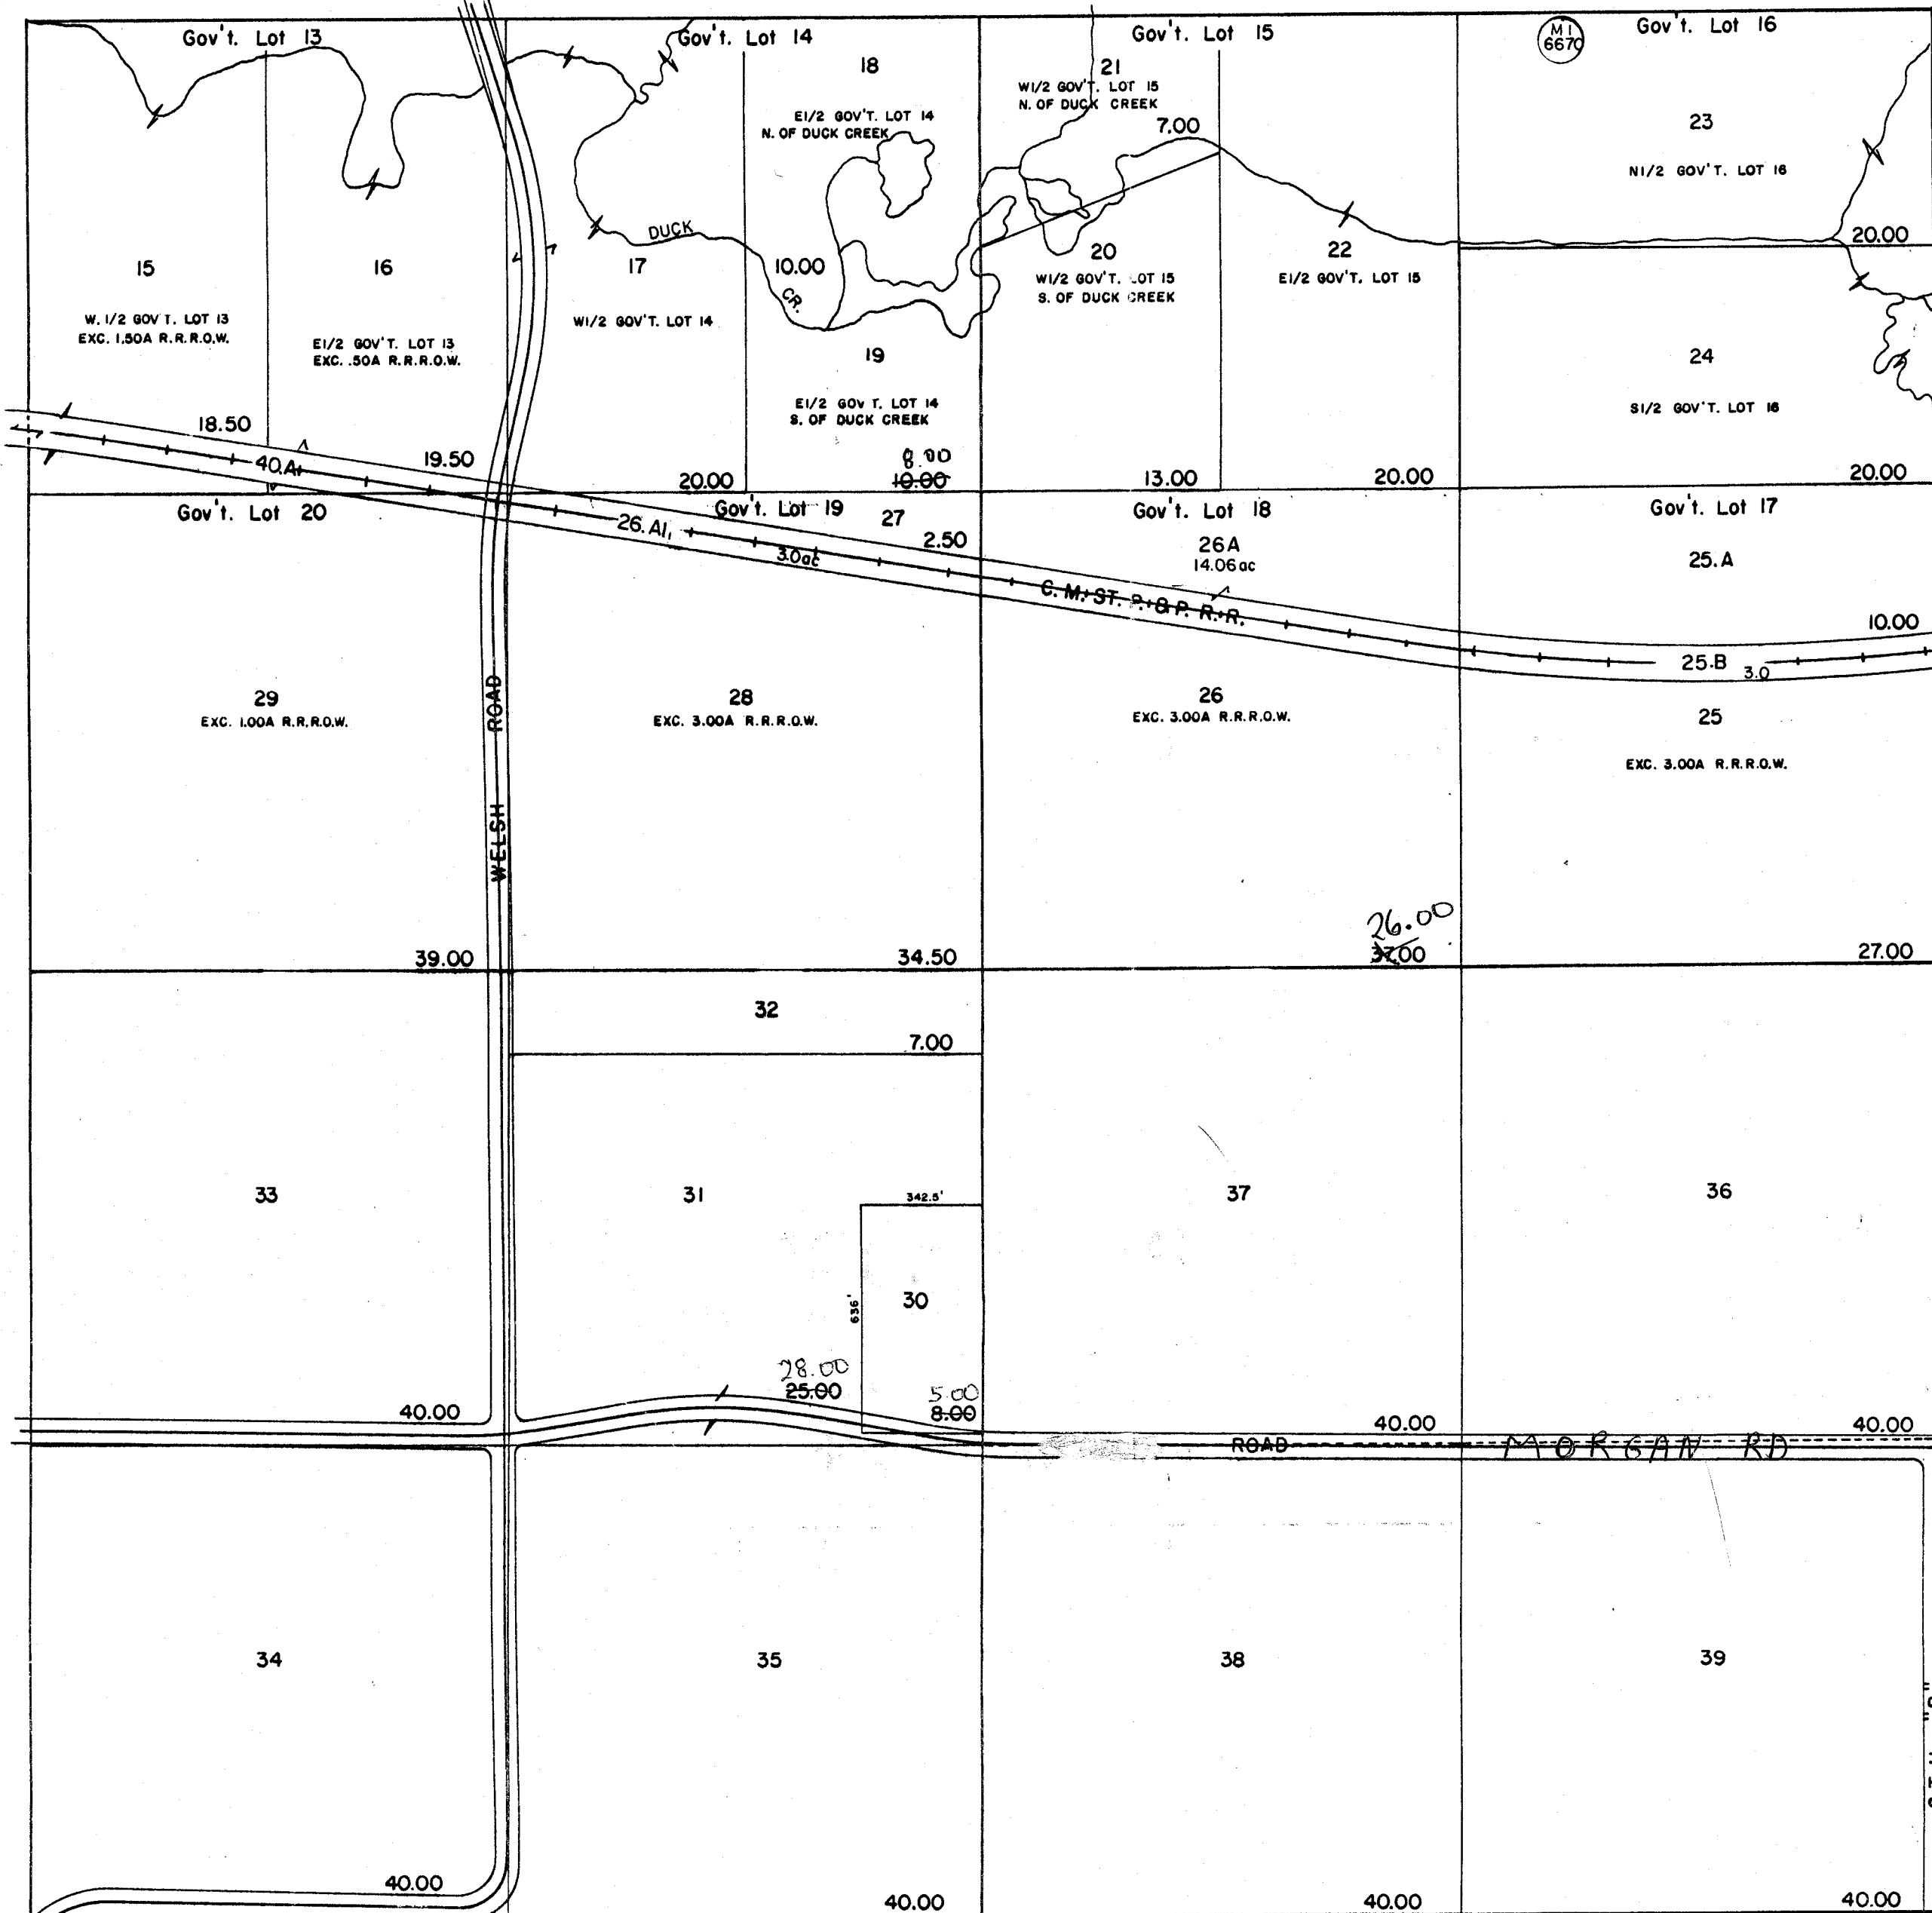 Gov't. Lot 13
Gov't. Lot 14
Gov't. Lot 15
Gov't. Lot 16
M I
6670
18
E1/2 GOV'T. LOT 14
N. OF DUCK CREEK
21
W1/2 GOV'T. LOT 15
N. OF DUCK CREEK
7.00
23
N1/2 GOV'T. LOT 16
20.00
15
W. 1/2 GOV'T. LOT 13
EXC. 1.50A R.R.R.O.W.
18.50
16
E1/2 GOV'T. LOT 13
EXC. .50A R.R.R.O.W.
19.50
17
W1/2 GOV'T. LOT 14
20.00
DUCK
CR.
10.00
19
E1/2 GOV'T. LOT 14
S. OF DUCK CREEK
8.00
10.00
20
W1/2 GOV'T. LOT 15
S. OF DUCK CREEK
13.00
22
E1/2 GOV'T. LOT 15
20.00
24
S1/2 GOV'T. LOT 16
20.00
40.A
Gov't. Lot 20
Gov't. Lot 19
27
2.50
Gov't. Lot 18
Gov't. Lot 17
26.A1
3.0ac
26A
14.06 ac
25.A
10.00
C. M. ST. P. & P. R. R.
25.B
3.0
29
EXC. 1.00A R.R.R.O.W.
39.00
WELSH ROAD
28
EXC. 3.00A R.R.R.O.W.
34.50
26
EXC. 3.00A R.R.R.O.W.
26.00
37.00
25
EXC. 3.00A R.R.R.O.W.
27.00
32
7.00
33
40.00
31
28.00
25.00
342.5'
636'
30
5.00
8.00
37
40.00
36
40.00
ROAD
MORGAN RD
34
40.00
35
40.00
38
40.00
39
40.00